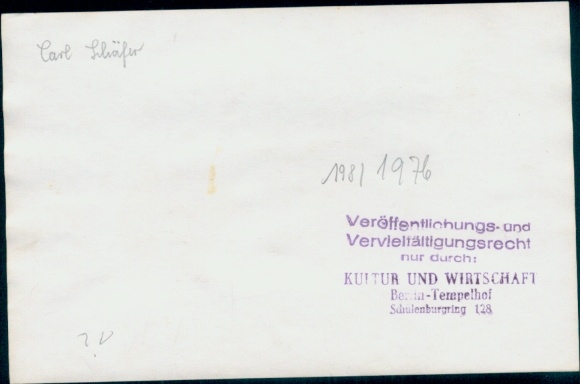 Carl Schäfer
1981 1976
Veröffentlichungs- und
Vervielfältigungsrecht
nur durch:
KULTUR UND WIRTSCHAFT
Berlin-Tempelhof
Schulenburgring 128